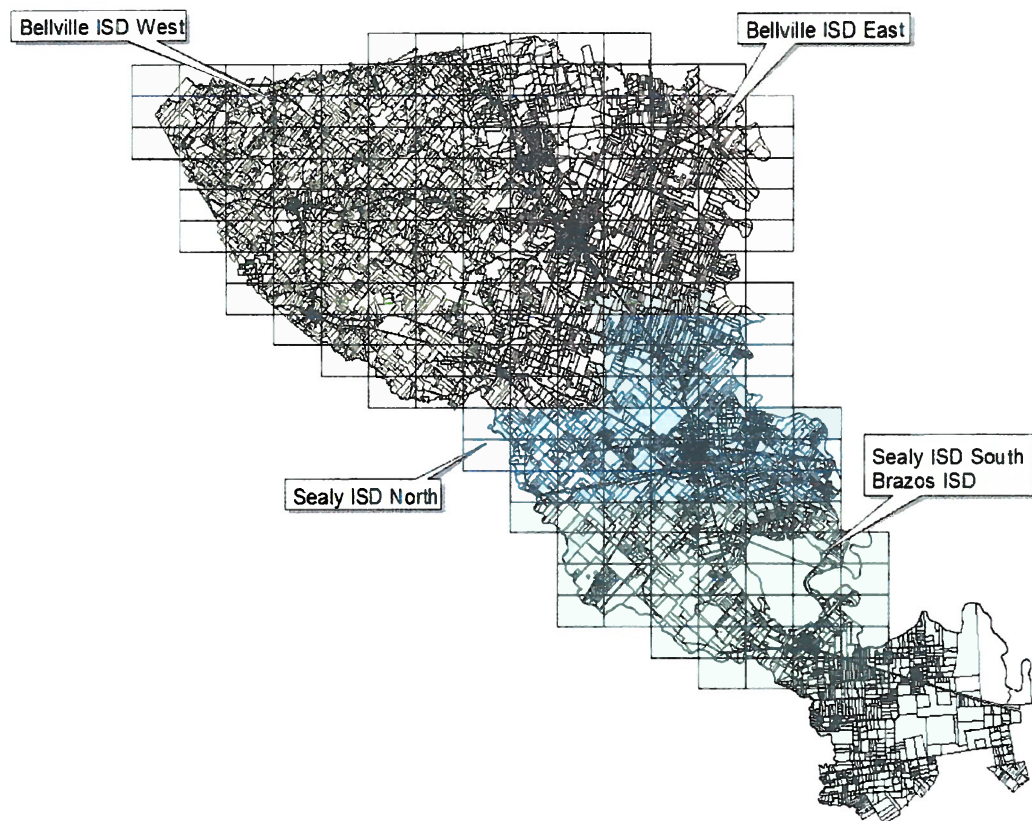 Bellville ISD West
Bellville ISD East
Sealy ISD South
Brazos ISD
Sealy ISD North